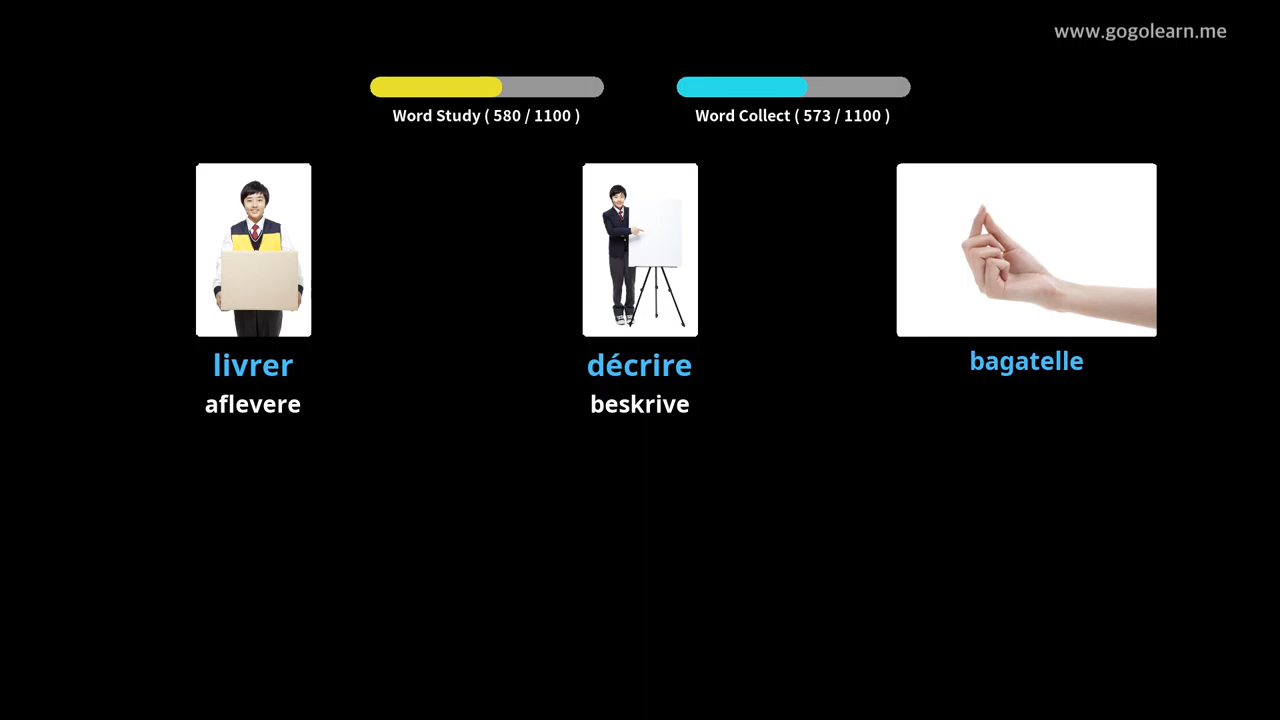 www.gogolearn.me
Word Study ( 580 / 1100 )
Word Collect ( 573 / 1100 )
livrer
aflevere
décrire
beskrive
bagatelle